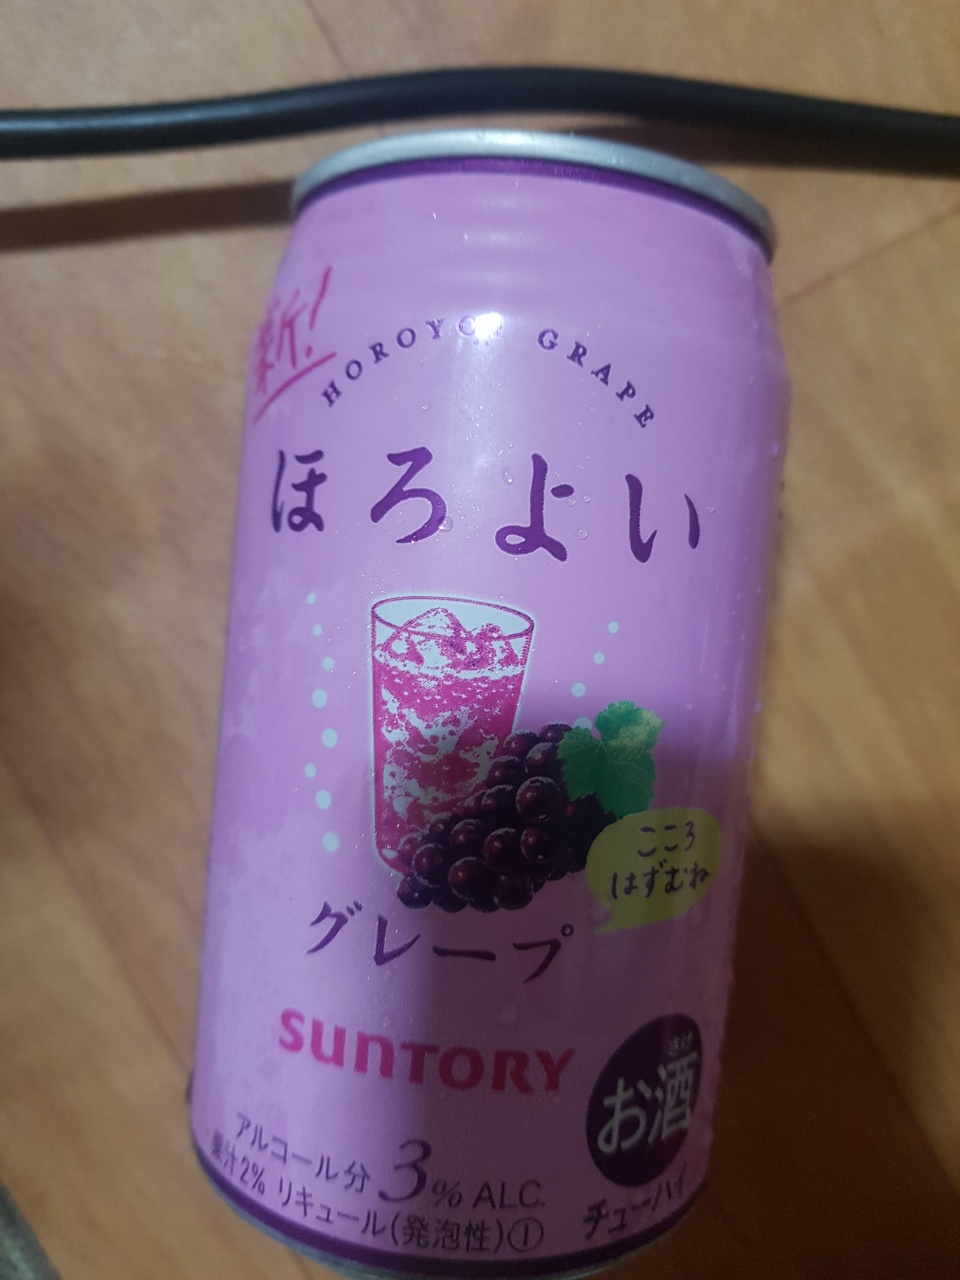 新!
HOROYOI GRAPE
ほろよい
こころ
はずむね
グレープ
SUNTORY
さけ
お酒
アルコール分3% ALC.
果汁2% リキュール(発泡性)①
チューハイ